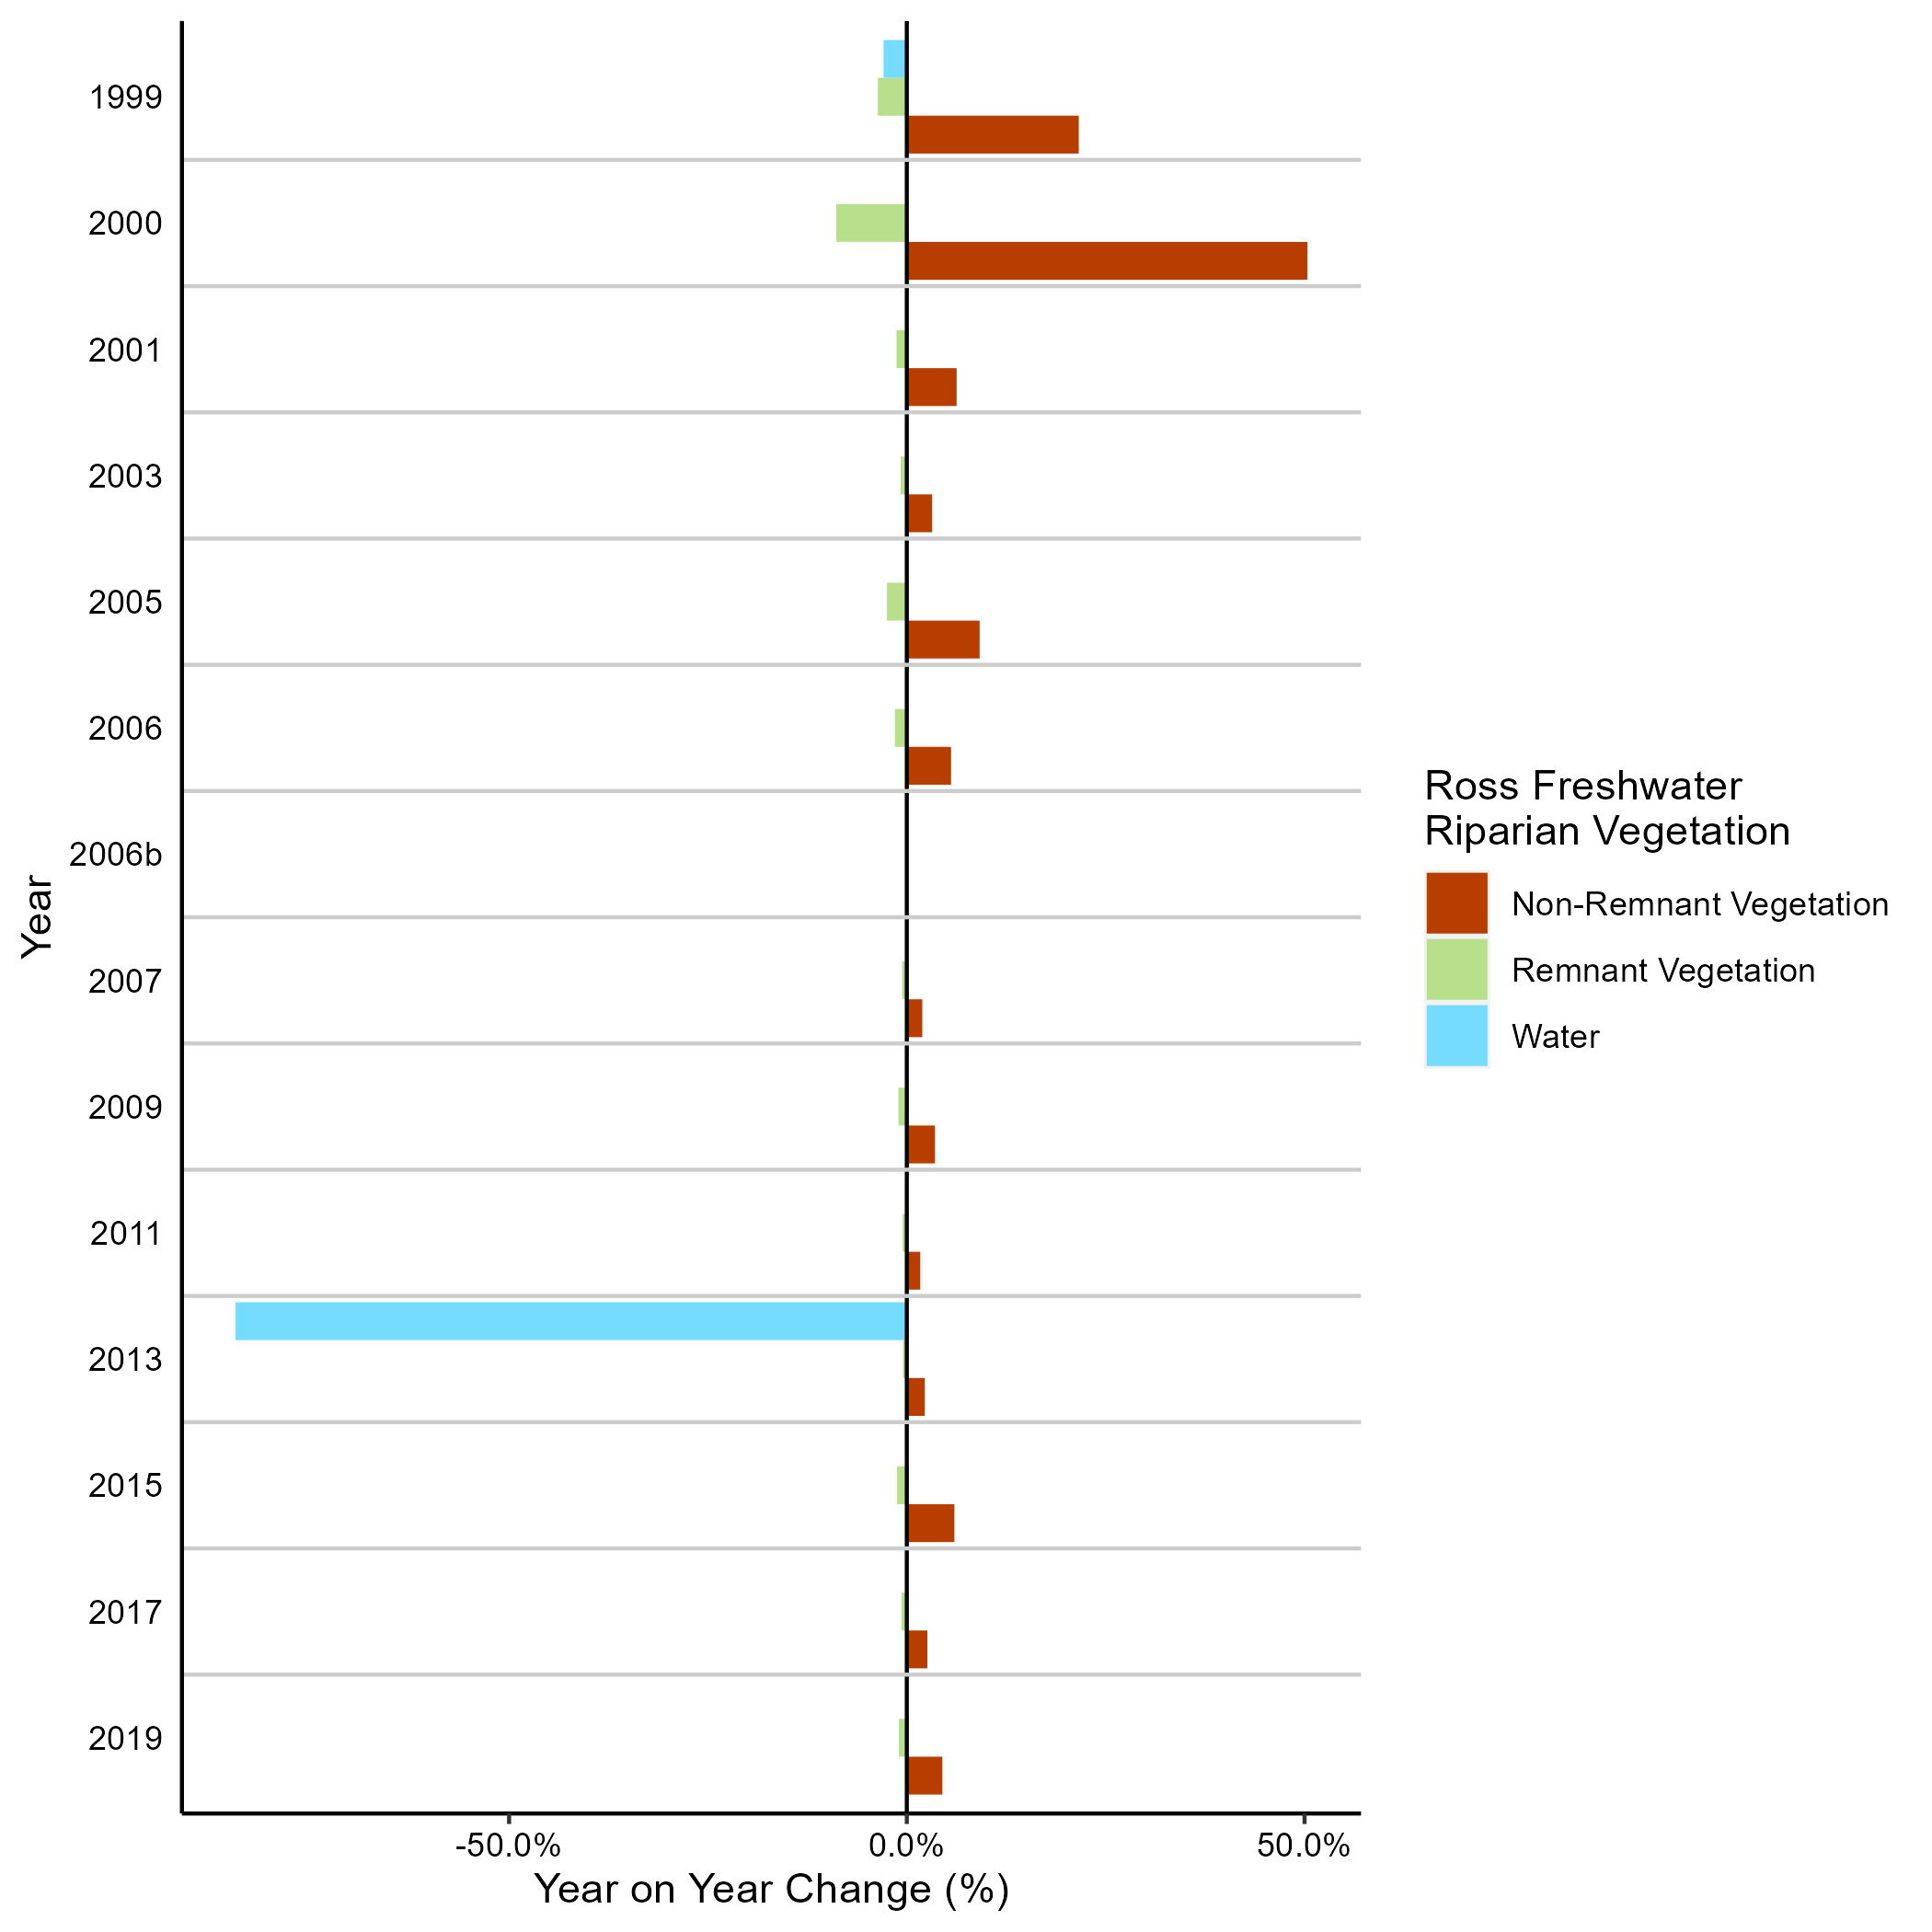 1999
2000
2001
2003
2005
2006
2006b
2007
2009
2011
2013
2015
2017
2019
Year
-50.0%
0.0%
50.0%
Year on Year Change (%)
Ross Freshwater
Riparian Vegetation
Non-Remnant Vegetation
Remnant Vegetation
Water